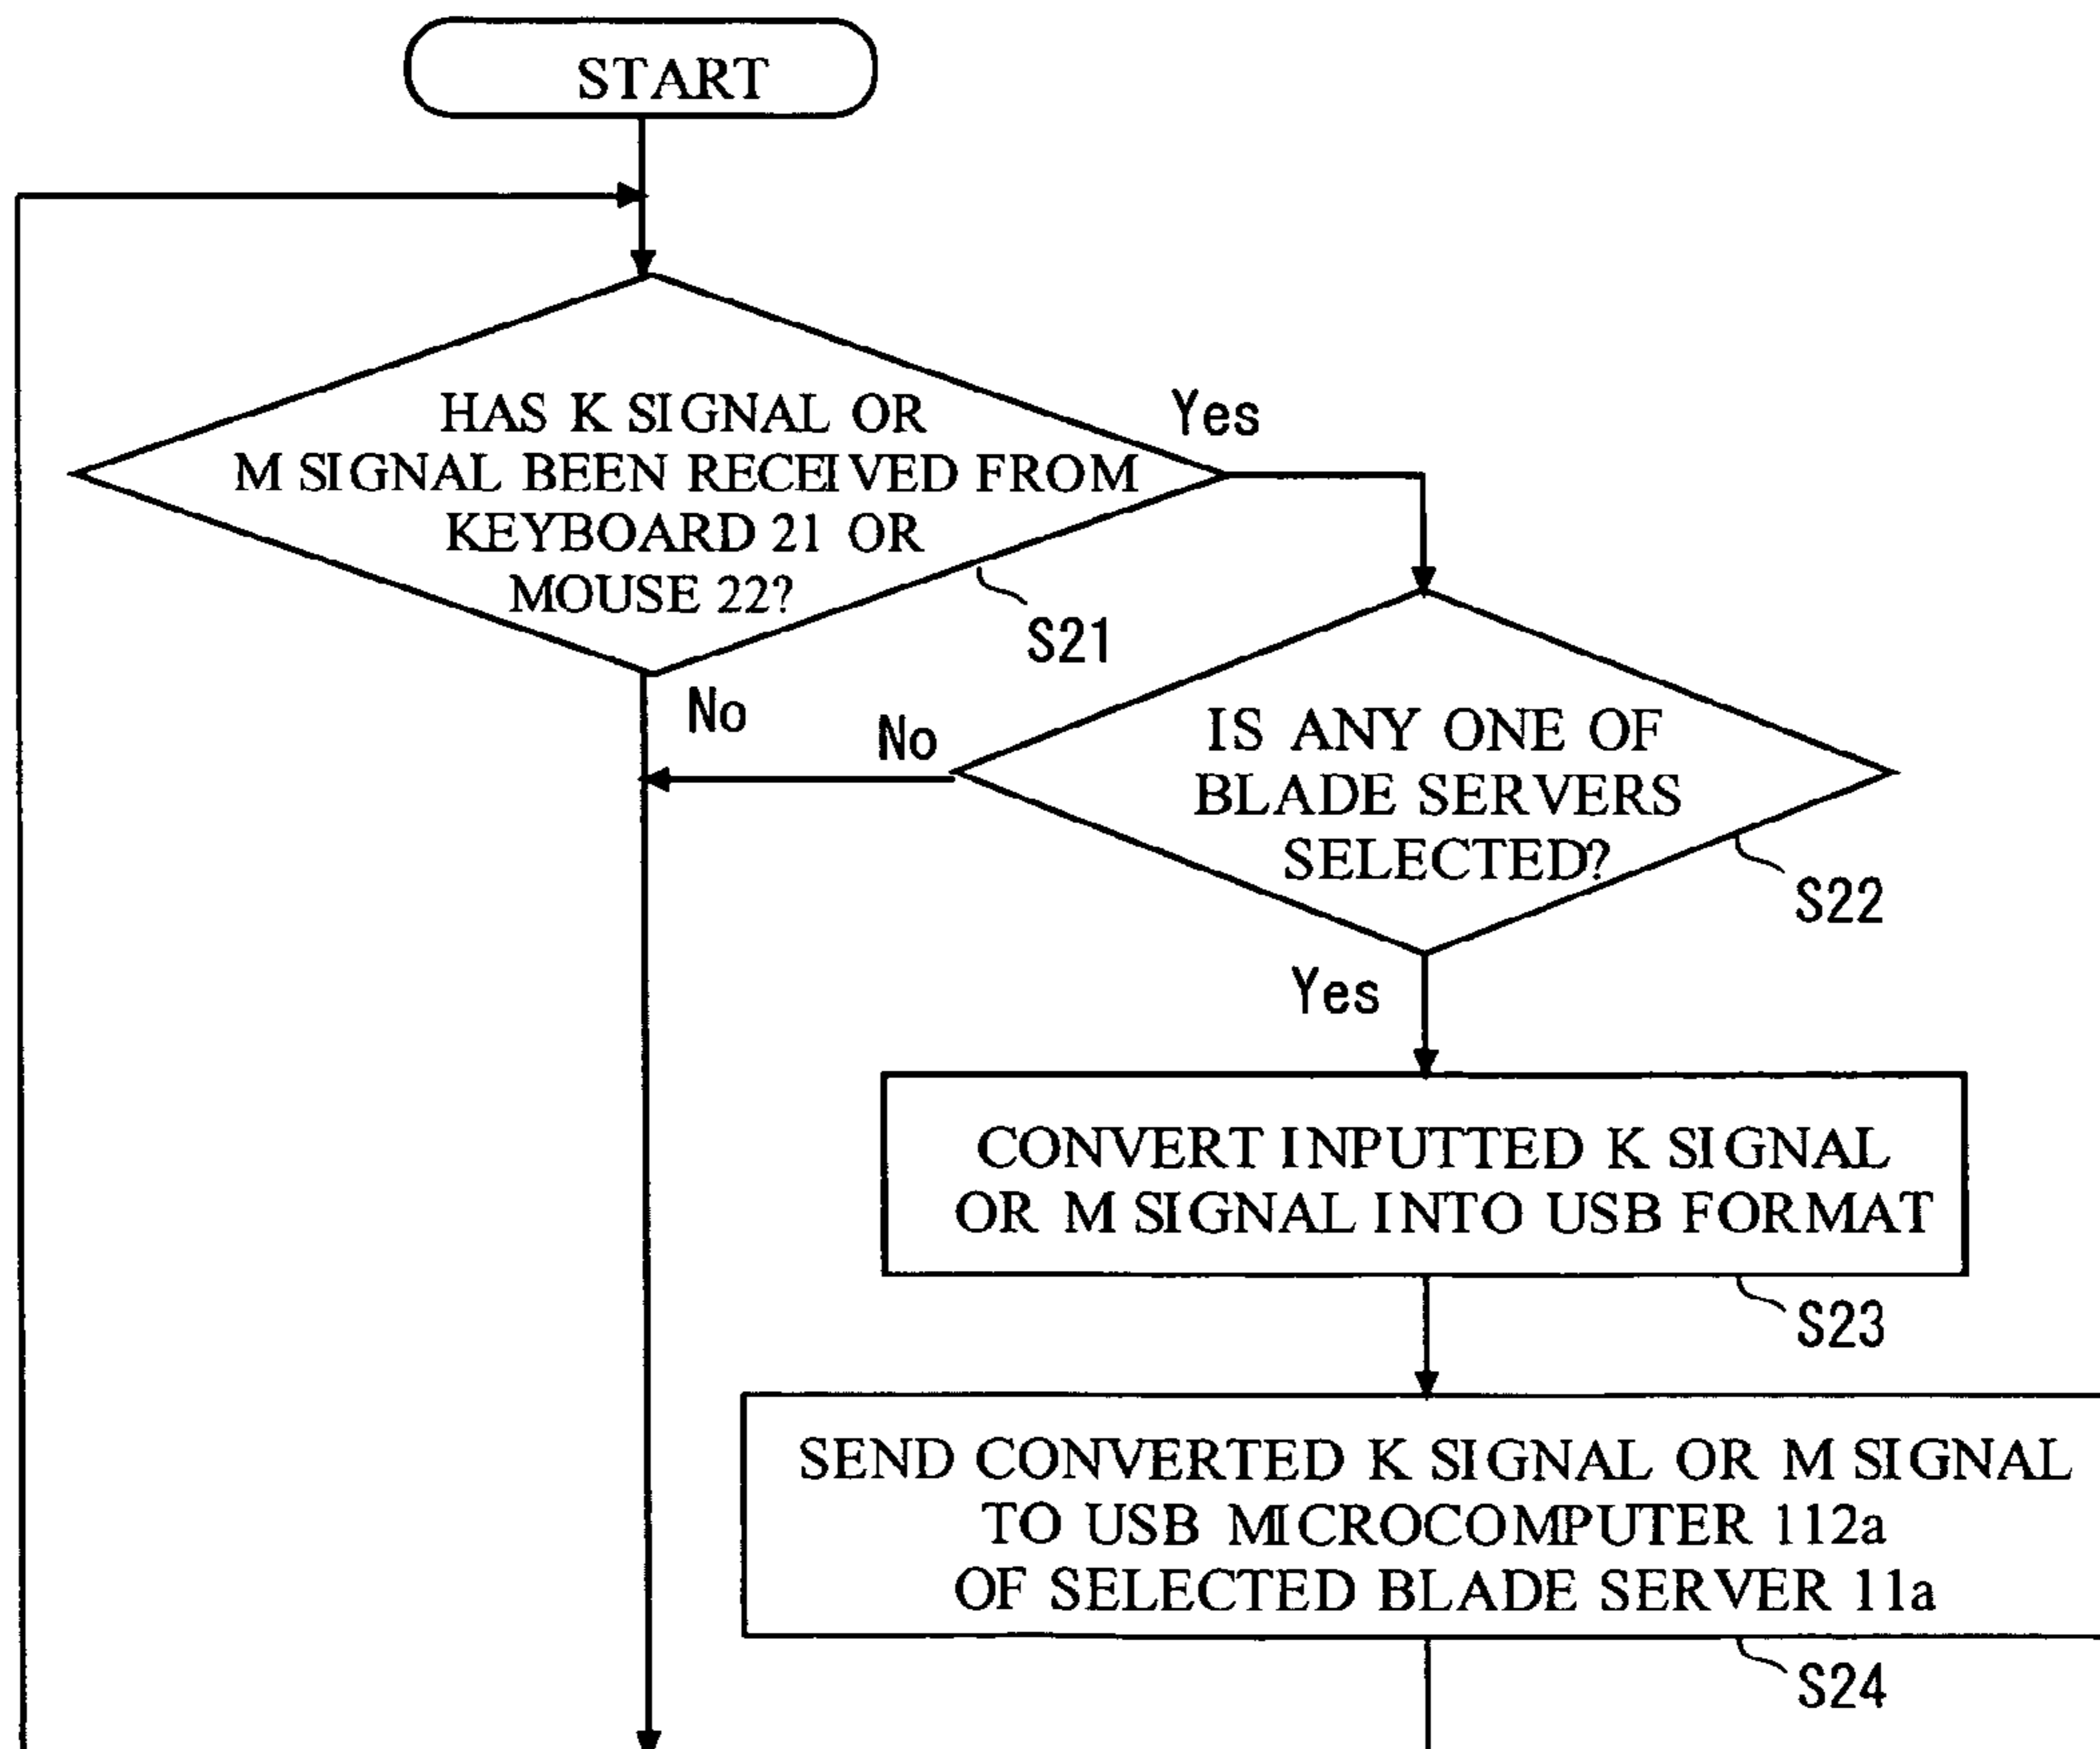 START
HAS K SIGNAL OR
M SIGNAL BEEN RECEIVED FROM
KEYBOARD 21 OR
MOUSE 22?
Yes
S21
No
No
IS ANY ONE OF
BLADE SERVERS
SELECTED?
S22
Yes
CONVERT INPUTTED K SIGNAL
OR M SIGNAL INTO USB FORMAT
S23
SEND CONVERTED K SIGNAL OR M SIGNAL
TO USB MICROCOMPUTER 112a
OF SELECTED BLADE SERVER 11a
S24